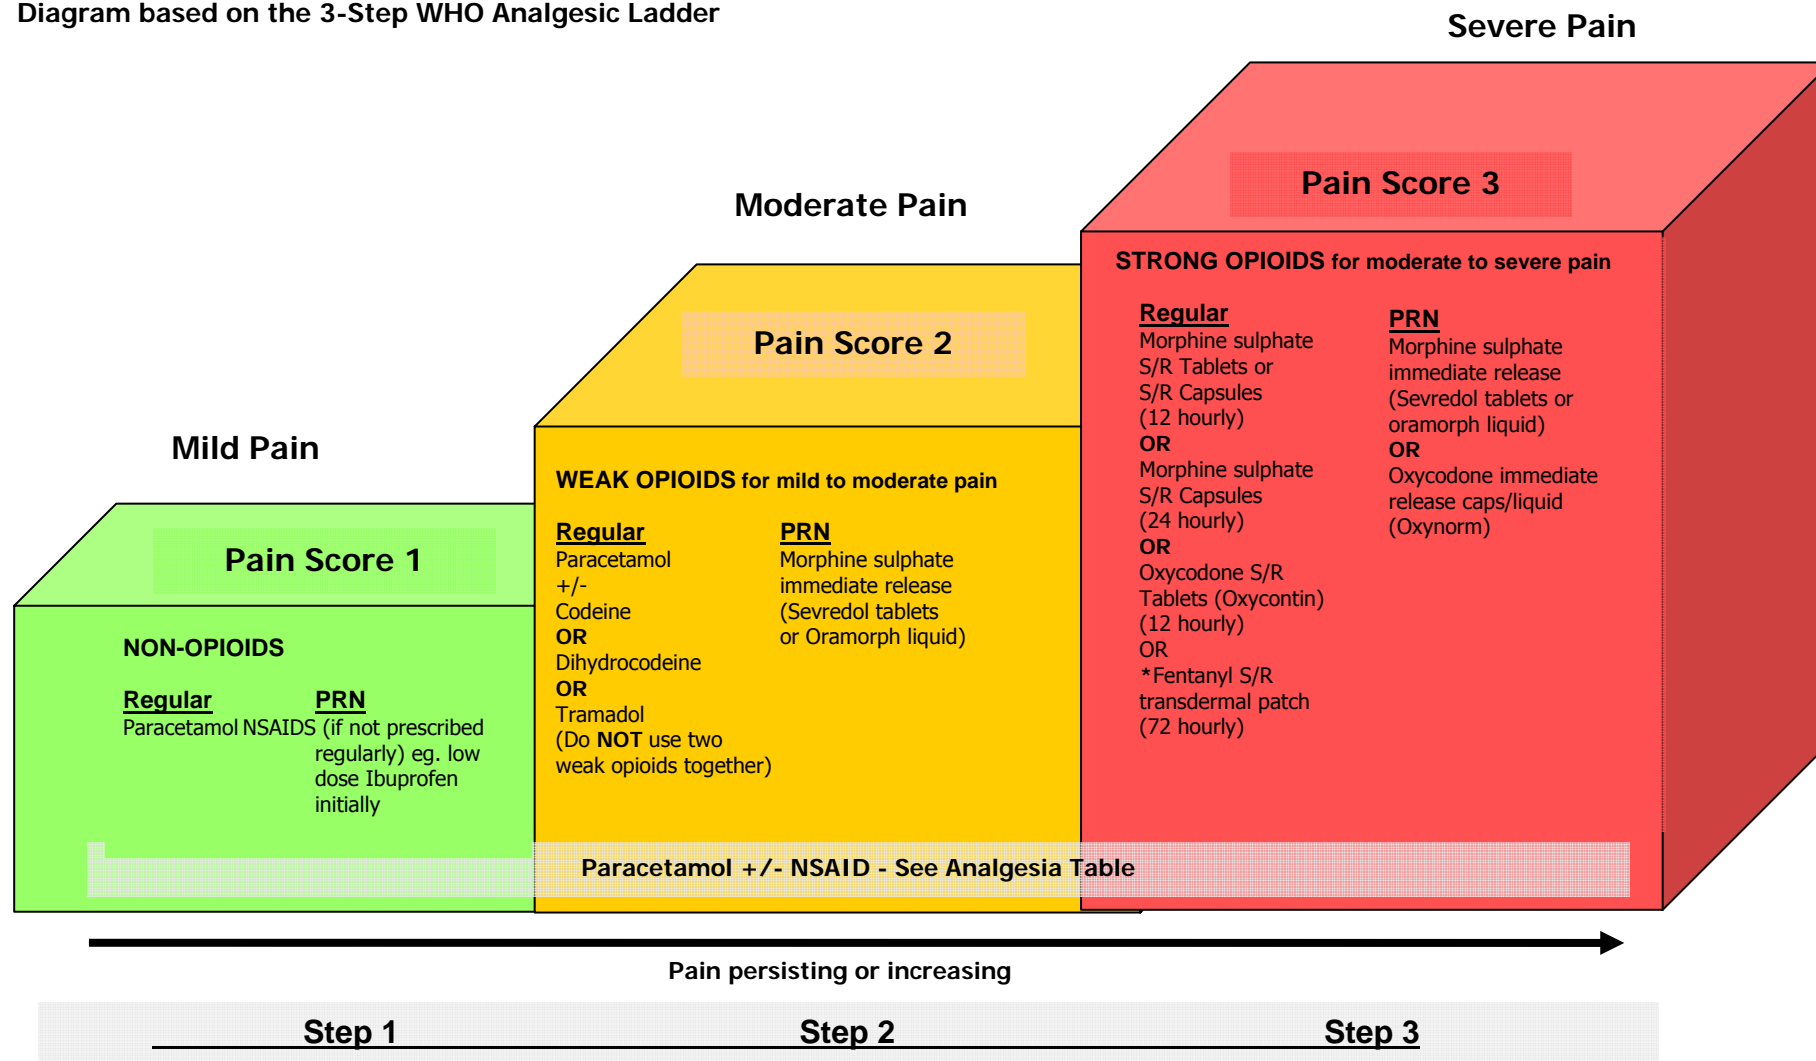 Diagram based on the 3-Step WHO Analgesic Ladder
Severe Pain
Pain Score 3
Moderate Pain
STRONG OPIOIDS for moderate to severe pain
Regular
Morphine sulphate
S/R Tablets or
S/R Capsules
(12 hourly)
OR
Morphine sulphate
S/R Capsules
(24 hourly)
OR
Oxycodone S/R
Tablets (Oxycontin)
(12 hourly)
OR
*Fentanyl S/R
transdermal patch
(72 hourly)
PRN
Morphine sulphate
immediate release
(Sevredol tablets or
oramorph liquid)
OR
Oxycodone immediate
release caps/liquid
(Oxynorm)
Pain Score 2
Mild Pain
WEAK OPIOIDS for mild to moderate pain
Regular
Paracetamol
+/-
Codeine
OR
Dihydrocodeine
OR
Tramadol
(Do NOT use two
weak opioids together)
PRN
Morphine sulphate
immediate release
(Sevredol tablets
or Oramorph liquid)
Pain Score 1
NON-OPIOIDS
Regular PRN
Paracetamol NSAIDS (if not prescribed
regularly) eg. low
dose Ibuprofen
initially
Paracetamol +/- NSAID - See Analgesia Table
Pain persisting or increasing
Step 1 Step 2 Step 3